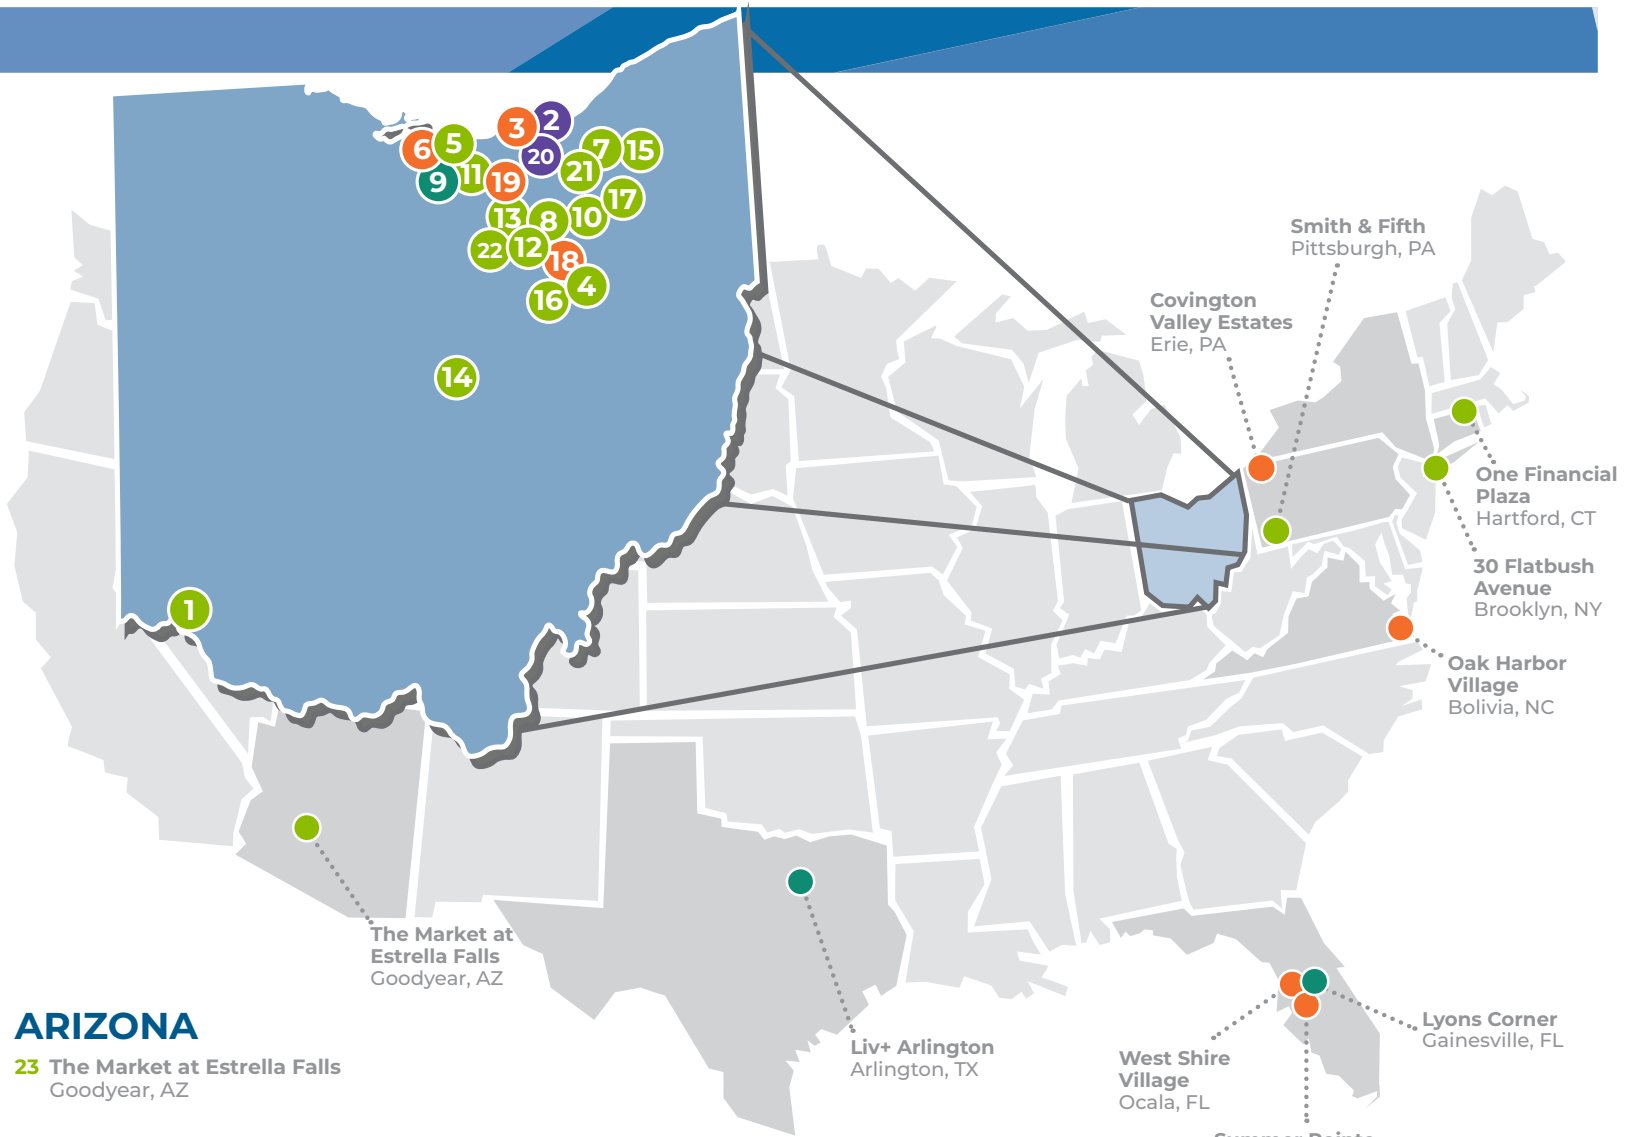 3
2
6
5
20
7
15
9
11
19
21
17
13
8
10
22
12
18
4
16
14
1
Smith & Fifth
Pittsburgh, PA
Covington
Valley Estates
Erie, PA
One Financial
Plaza
Hartford, CT
30 Flatbush
Avenue
Brooklyn, NY
Oak Harbor
Village
Bolivia, NC
The Market at
Estrella Falls
Goodyear, AZ
Liv+ Arlington
Arlington, TX
Lyons Corner
Gainesville, FL
West Shire
Village
Ocala, FL
Summer Pointe
ARIZONA
23 The Market at Estrella Falls
Goodyear, AZ